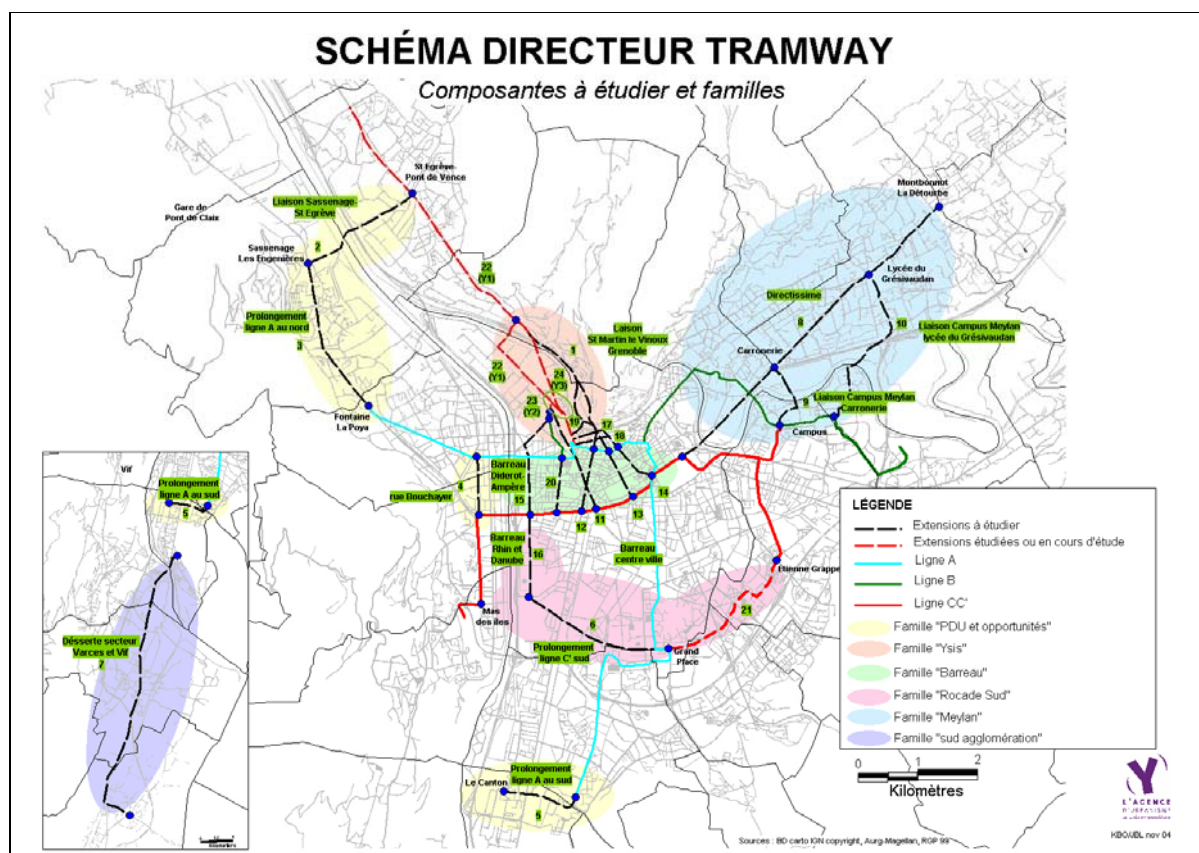 SCHÉMA DIRECTEUR TRAMWAY
Composantes à étudier et familles
St Egrève-
Pont de Vence
Liaison Sassenage-
St Egrève
Gare de
Pont de Claix
Montbonnot
La Détourbe
Sassenage
Les Engenières
2
22
(Y1)
Lycée du
Grésivaudan
Directissime
Prolongement
ligne A au nord
3
8
10
Liaison Campus Meylan
lycée du Grésivaudan
Laison
St Martin le Vinoux
Grenoble
1
22
(Y1)
24
(Y3)
Carronerie
23
(Y2)
9
Liaison Campus Meylan
Carronerie
Fontaine
La Poya
19
17
18
Campus
Vif
Prolongement
ligne A au sud
5
Barreau
Diderot-
Ampère
rue Bouchayer
4
15
20
14
13
12
11
Barreau
Rhin et
Danube
16
Barreau
centre ville
Etienne Grappe
21
Mas
des iles
6
Prolongement
ligne C' sud
Grand
Place
Désserte secteur
Varces et Vif
7
Le Canton
Prolongement
ligne A au sud
5
LÉGENDE
Extensions à étudier
Extensions étudiées ou en cours d'étude
Ligne A
Ligne B
Ligne CC'
Famille "PDU et opportunités"
Famille "Ysis"
Famille "Barreau"
Famille "Rocade Sud"
Famille "Meylan"
Famille "sud agglomération"
0 1 2
Kilomètres
L'AGENCE
D'URBANISME
Sources : BD carto IGN copyright, Aurg-Magellan, RGP 99
KBO/JBL nov 04